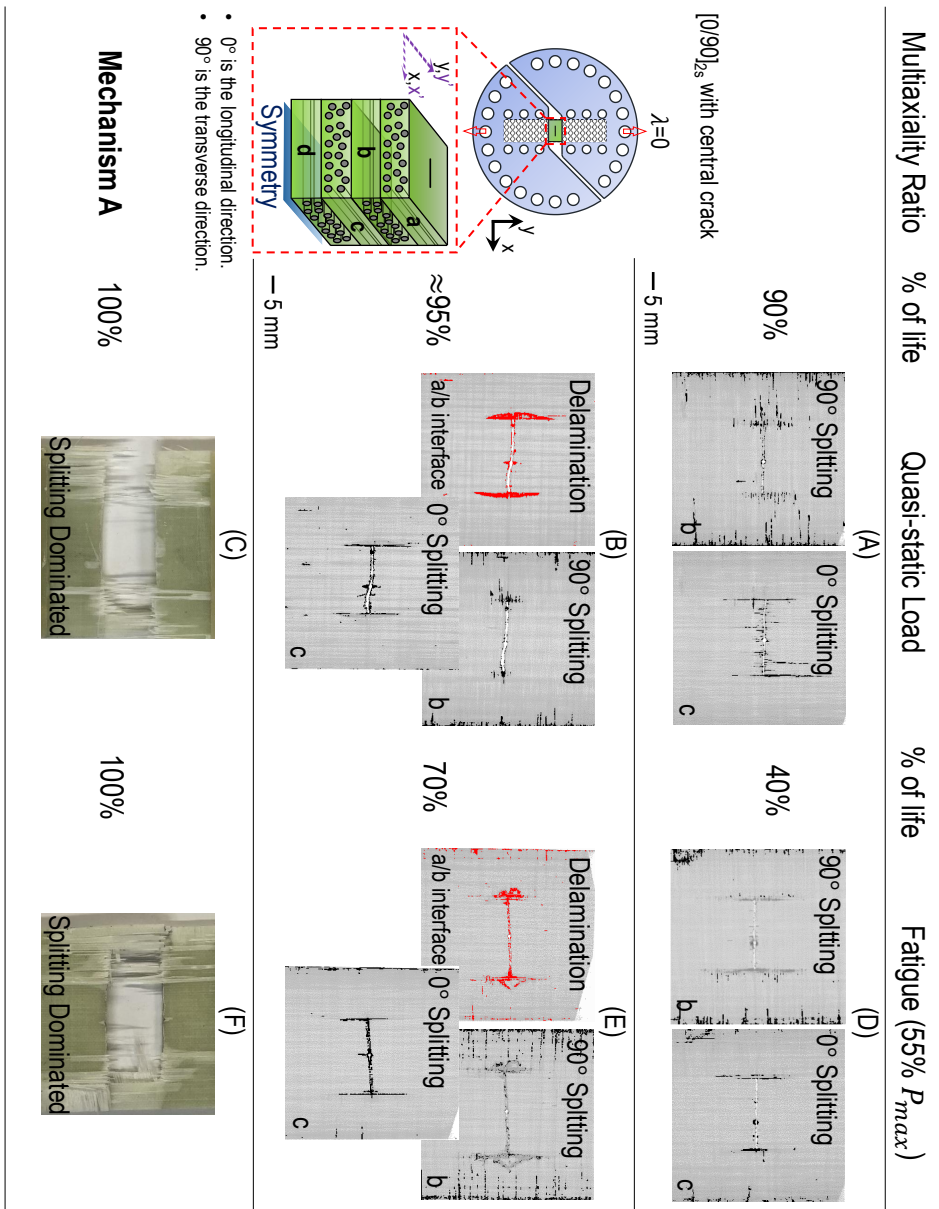 Multiaxiality Ratio
% of life
Quasi-static Load
% of life
Fatigue (55% P_max)
[0/90]_2s with central crack
λ=0
y
x
y,y'
x,x'
a
b
c
d
Symmetry
• 0° is the longitudinal direction.
• 90° is the transverse direction.
90%
(A)
90° Splitting
b
0° Splitting
c
40%
(D)
90° Splitting
b
0° Splitting
c
5 mm
≈95%
(B)
Delamination
a/b interface
90° Splitting
b
0° Splitting
c
70%
(E)
Delamination
a/b interface
90° Splitting
b
0° Splitting
c
5 mm
Mechanism A
100%
(C)
Splitting Dominated
100%
(F)
Splitting Dominated